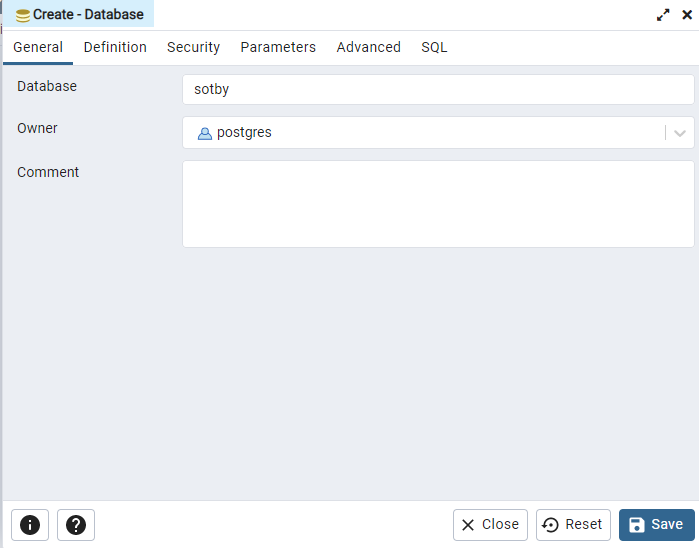 Create - Database
General Definition Security Parameters Advanced SQL
Database sotby
Owner postgres
Comment
Close Reset Save